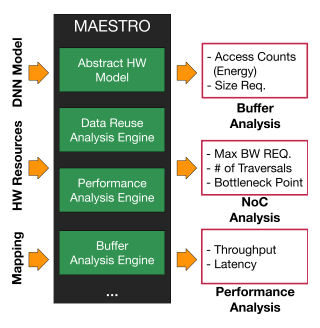 MAESTRO
DNN Model
HW Resources
Mapping
Abstract HW
Model
Data Reuse
Analysis Engine
Performance
Analysis Engine
Buffer
Analysis Engine
...
- Access Counts
(Energy)
- Size Req.
Buffer
Analysis
- Max BW REQ.
- # of Traversals
- Bottleneck Point
NoC
Analysis
- Throughput
- Latency
Performance
Analysis